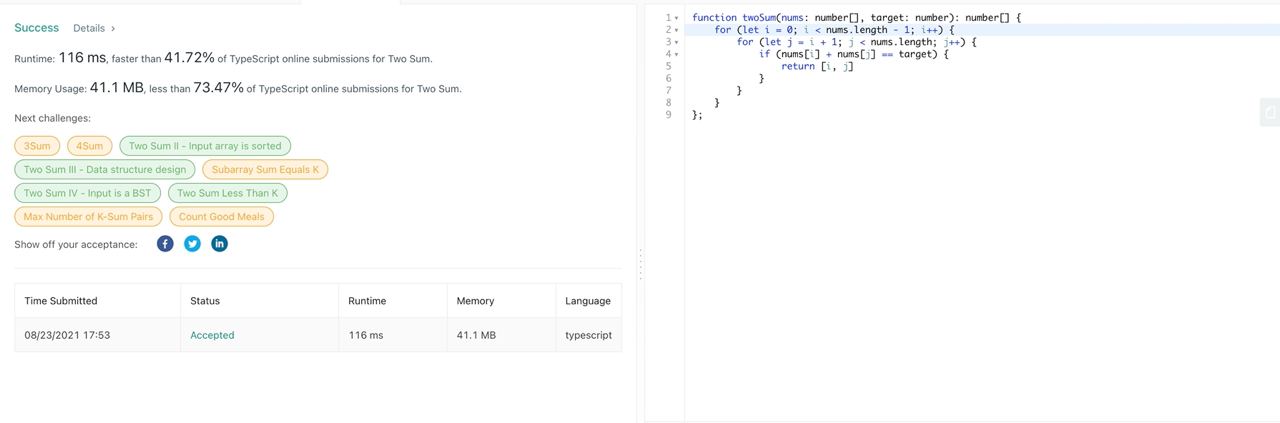 Success Details >
Runtime: 116 ms, faster than 41.72% of TypeScript online submissions for Two Sum.
Memory Usage: 41.1 MB, less than 73.47% of TypeScript online submissions for Two Sum.
Next challenges:
3Sum 4Sum Two Sum II - Input array is sorted
Two Sum III - Data structure design Subarray Sum Equals K
Two Sum IV - Input is a BST Two Sum Less Than K
Max Number of K-Sum Pairs Count Good Meals
Show off your acceptance:
Time Submitted Status Runtime Memory Language
08/23/2021 17:53 Accepted 116 ms 41.1 MB typescript
1 function twoSum(nums: number[], target: number): number[] {
2     for (let i = 0; i < nums.length - 1; i++) {
3         for (let j = i + 1; j < nums.length; j++) {
4             if (nums[i] + nums[j] == target) {
5                 return [i, j]
6             }
7         }
8     }
9 };